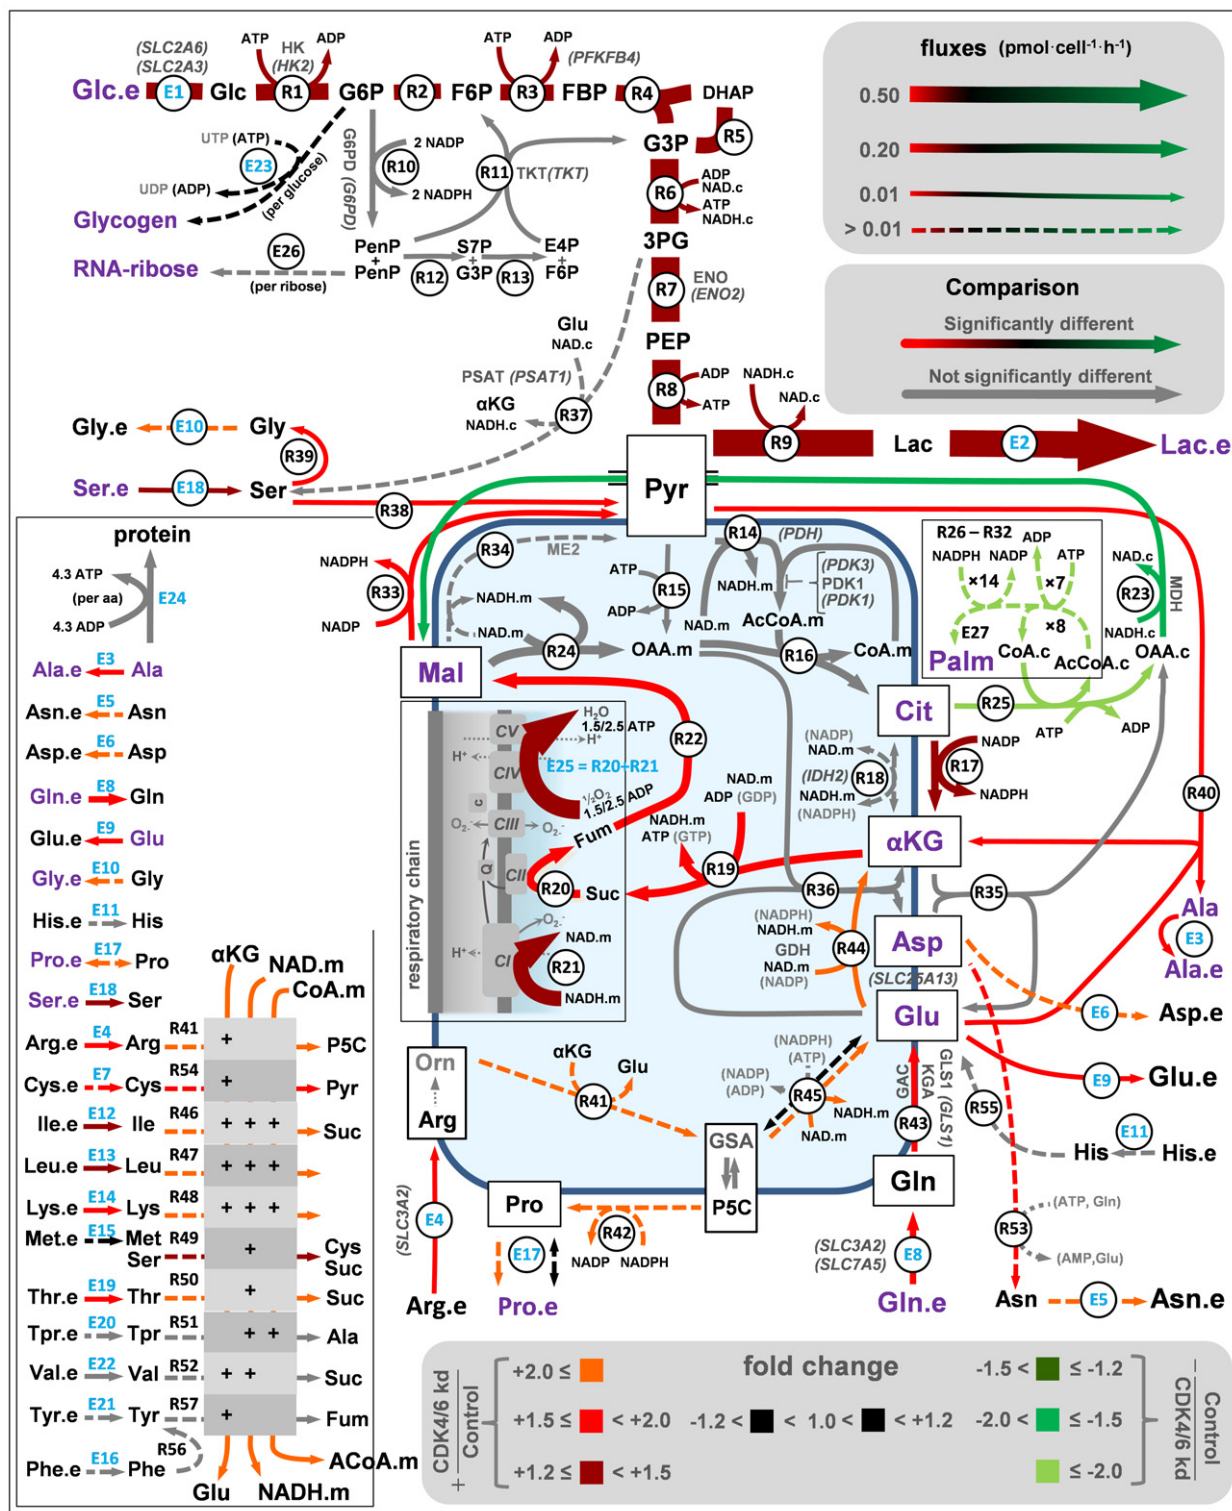 (SLC2A6)
(SLC2A3)
ATP
HK
(HK2)
ADP
ATP
ADP
(PFKFB4)
Glc.e
E1
Glc
R1
G6P
R2
F6P
R3
FBP
R4
DHAP
R5
G3P
UTP (ATP)
E23
UDP (ADP)
(per glucose)
Glycogen
G6PD (G6PD)
2 NADP
R10
2 NADPH
R11
TKT(TKT)
R6
ADP
NAD.c
ATP
NADH.c
3PG
E26
RNA-ribose
(per ribose)
PenP
+
PenP
R12
S7P
+
G3P
R13
E4P
+
F6P
R7
ENO
(ENO2)
PEP
Glu
NAD.c
PSAT (PSAT1)
αKG
NADH.c
R37
R8
ADP
ATP
NADH.c
NAD.c
R9
Lac
E2
Lac.e
fluxes (pmol·cell-1·h-1)
0.50
0.20
0.01
> 0.01
Comparison
Significantly different
Not significantly different
Gly.e
E10
Gly
R39
Ser.e
E18
Ser
R38
Pyr
protein
4.3 ATP
(per aa)
4.3 ADP
E24
NADPH
R33
NADP
R34
ME2
NADH.m
NAD.m
R24
ATP
R15
ADP
OAA.m
R14
(PDH)
NADH.m
NAD.m
(PDK3)
PDK1
(PDK1)
AcCoA.m
R16
CoA.m
R26 – R32
ADP
NADPH
NADP
ATP
×14
×7
E27
×8
Palm
CoA.c
AcCoA.c
NAD.c
R23
MDH
NADH.c
OAA.c
Mal
Cit
R25
ATP
ADP
NADP
R17
NADPH
(NADP)
NAD.m
(IDH2)
R18
NADH.m
(NADPH)
R40
respiratory chain
CV
H2O
1.5/2.5 ATP
H+
H+
CIV
E25 = R20+R21
½O2
1.5/2.5 ADP
c
O2.-
CIII
O2.-
Q
CII
Fum
R20
Suc
O2.-
H+
CI
NAD.m
R21
NADH.m
R22
NAD.m
ADP (GDP)
NADH.m
ATP (GTP)
R19
αKG
R36
R35
Asp
(NADPH)
NADH.m
GDH
NAD.m
(NADP)
R44
(SLC25A13)
Glu
Ala
E3
Ala.e
E6
Asp.e
E9
Glu.e
Ala.e
E3
Ala
Asn.e
E5
Asn
Asp.e
E6
Asp
Gln.e
E8
Gln
Glu.e
E9
Glu
Gly.e
E10
Gly
His.e
E11
His
Pro.e
E17
Pro
Ser.e
E18
Ser
αKG
NAD.m
CoA.m
Arg.e
E4
Arg
R41
+
P5C
Cys.e
E7
Cys
R54
+
Pyr
Ile.e
E12
Ile
R46
+ + +
Suc
Leu.e
E13
Leu
R47
+ + +
Lys.e
E14
Lys
R48
+ + +
Met.e
E15
Met
Ser
R49
+
Cys
Suc
Thr.e
E19
Thr
R50
+
Suc
Tpr.e
E20
Tpr
R51
+ +
Ala
Val.e
E22
Val
R52
+ +
Suc
Tyr.e
E21
Tyr
R57
+
Fum
Phe.e
E16
Phe
R56
Glu
NADH.m
ACoA.m
Orn
Arg
αKG
Glu
R41
(NADPH)
(ATP)
(NADP)
(ADP)
R45
NADH.m
NAD.m
GSA
P5C
GAC
KGA
GLS1 (GLS1)
R43
R55
His
E11
His.e
Gln
(SLC3A2)
E4
Arg.e
Pro
E17
Pro.e
R42
NADP
NADPH
(SLC3A2)
(SLC7A5)
E8
Gln.e
R53
(ATP, Gln)
(AMP,Glu)
Asn
E5
Asn.e
fold change
+ CDK4/6 kd
Control
+2.0 ≤
+1.5 ≤ < +2.0
+1.2 ≤ < +1.5
-1.2 < < 1.0 < < +1.2
-1.5 < ≤ -1.2
-2.0 < ≤ -1.5
≤ -2.0
− Control
CDK4/6 kd